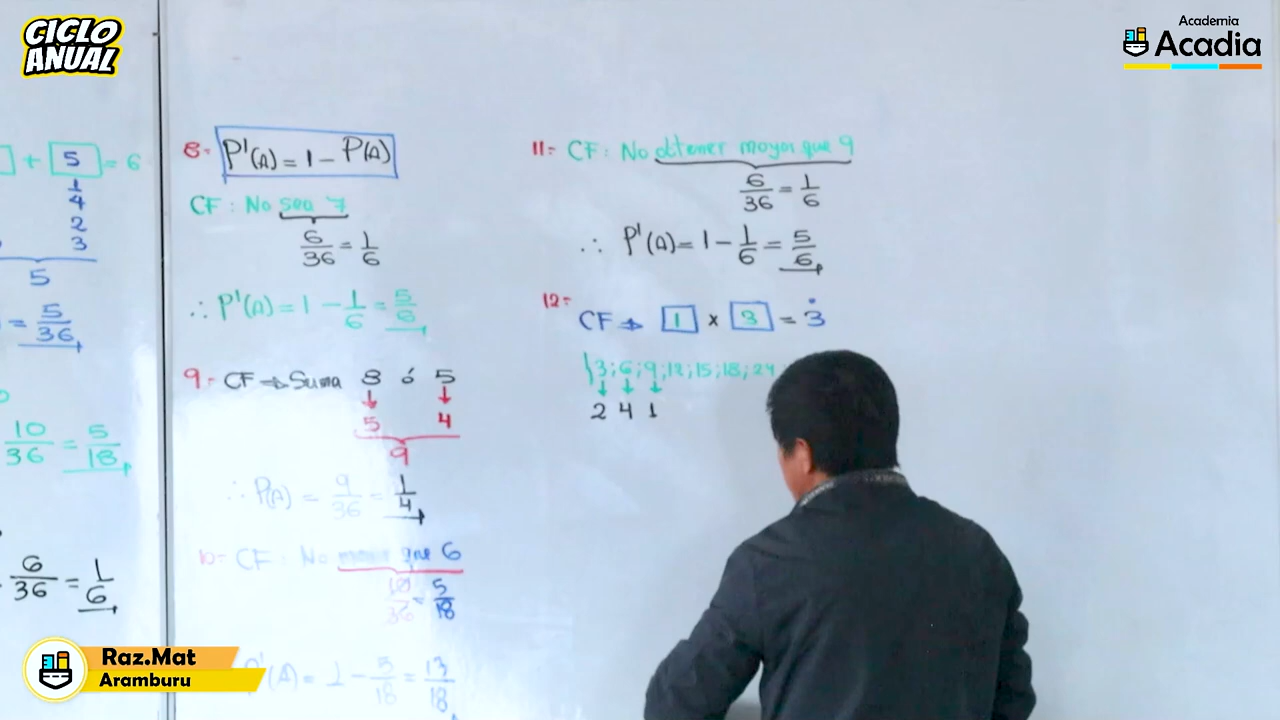 CICLO
ANUAL
Academia
Acadia
+ 5 = 6
1
4
2
3
5
= 5/36
10/36 = 5/18
6/36 = 1/6
8- P'(A) = 1 - P(A)
CF: No sea 7
6/36 = 1/6
∴ P'(A) = 1 - 1/6 = 5/6
9- CF ⇒ Suma 8 ó 5
5 4
9
∴ P(A) = 9/36 = 1/4
10- CF: No que 6
10/36 = 5/18
P'(A) = 1 - 5/18 = 13/18
11- CF: No obtener mayor que 9
6/36 = 1/6
∴ P'(A) = 1 - 1/6 = 5/6
12-
CF ⇒ 1 × 3 = 3̇
3; 6; 9; 12; 15; 18; 24
2 4 1
Raz.Mat
Aramburu